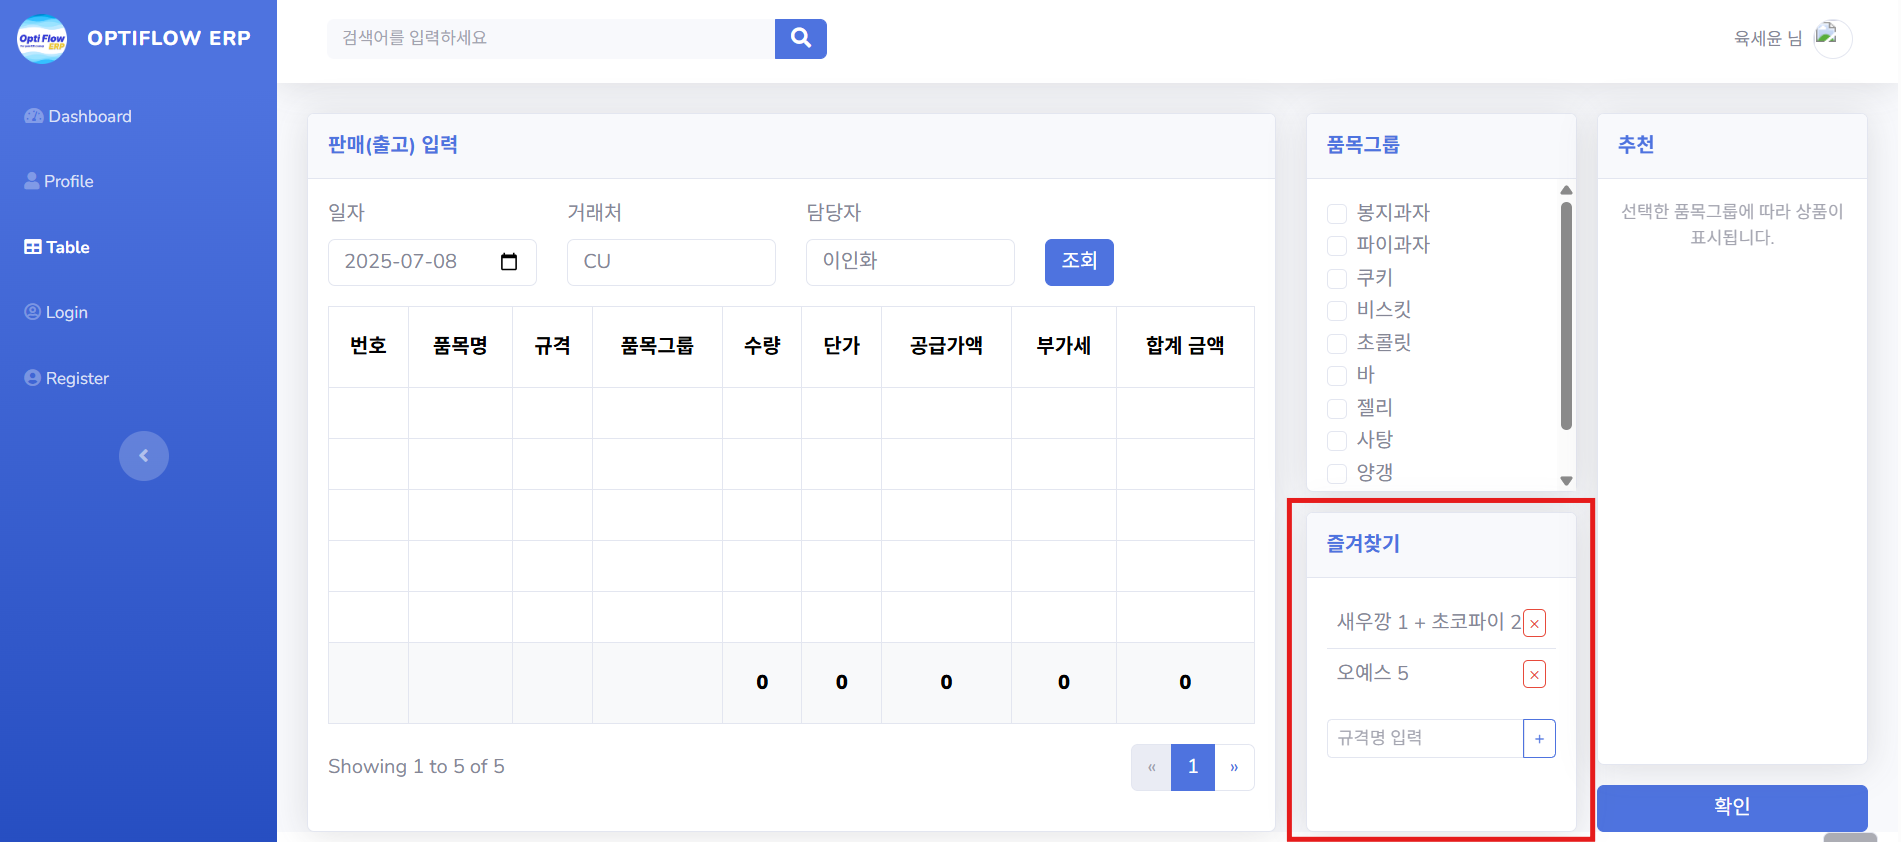 Opti Flow
ERP
OPTIFLOW ERP
Dashboard
Profile
Table
Login
Register
검색어를 입력하세요
육세윤 님
판매(출고) 입력
일자
거래처
담당자
2025-07-08
CU
이인화
조회
번호 품목명 규격 품목그룹 수량 단가 공급가액 부가세 합계 금액
0 0 0 0 0
Showing 1 to 5 of 5
« 1 »
품목그룹
봉지과자
파이과자
쿠키
비스킷
초콜릿
바
젤리
사탕
양갱
즐겨찾기
새우깡 1 + 초코파이 2 ×
오예스 5 ×
규격명 입력 +
추천
선택한 품목그룹에 따라 상품이
표시됩니다.
확인